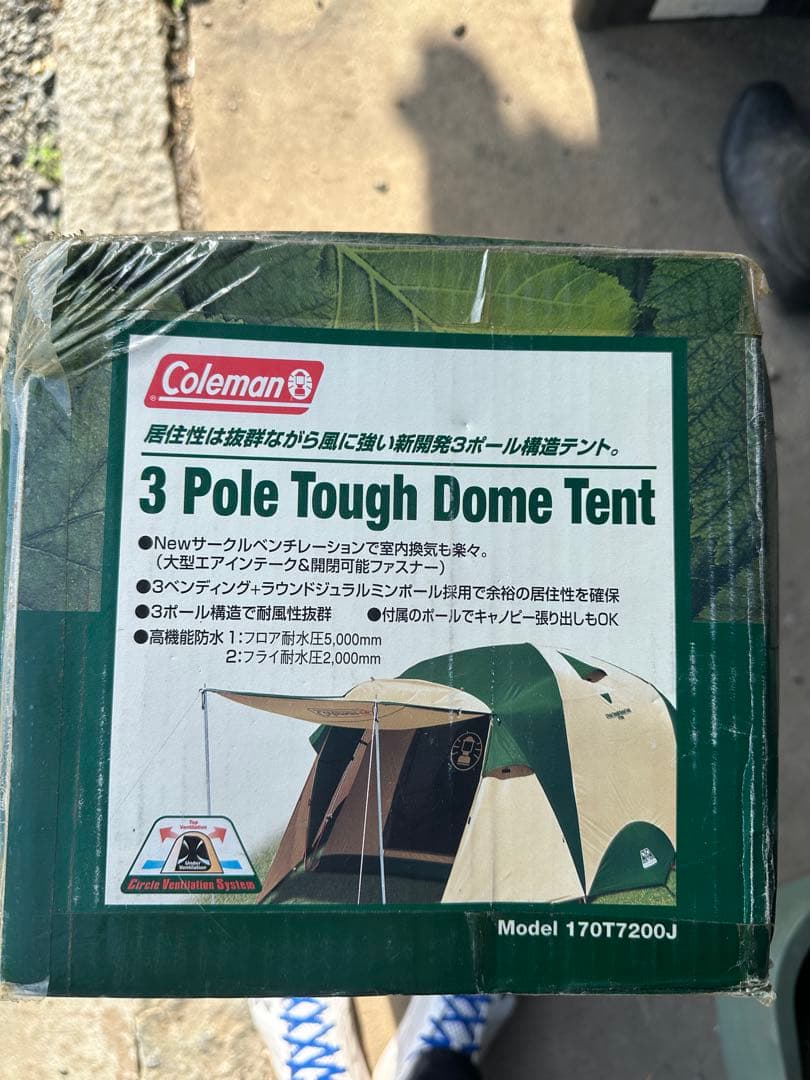 Coleman
居住性は抜群ながら風に強い新開発3ポール構造テント。
3 Pole Tough Dome Tent
●Newサークルベンチレーションで室内換気も楽々。
(大型エアインテーク&開閉可能ファスナー)
●3ベンディング+ラウンドジュラルミンポール採用で余裕の居住性を確保
●3ポール構造で耐風性抜群 ●付属のポールでキャノピー張り出しもOK
●高機能防水 1:フロア耐水圧5,000mm
2:フライ耐水圧2,000mm
Coleman
Top
Ventilation
Under
Ventilation
Circle Ventilation System
Model 170T7200J